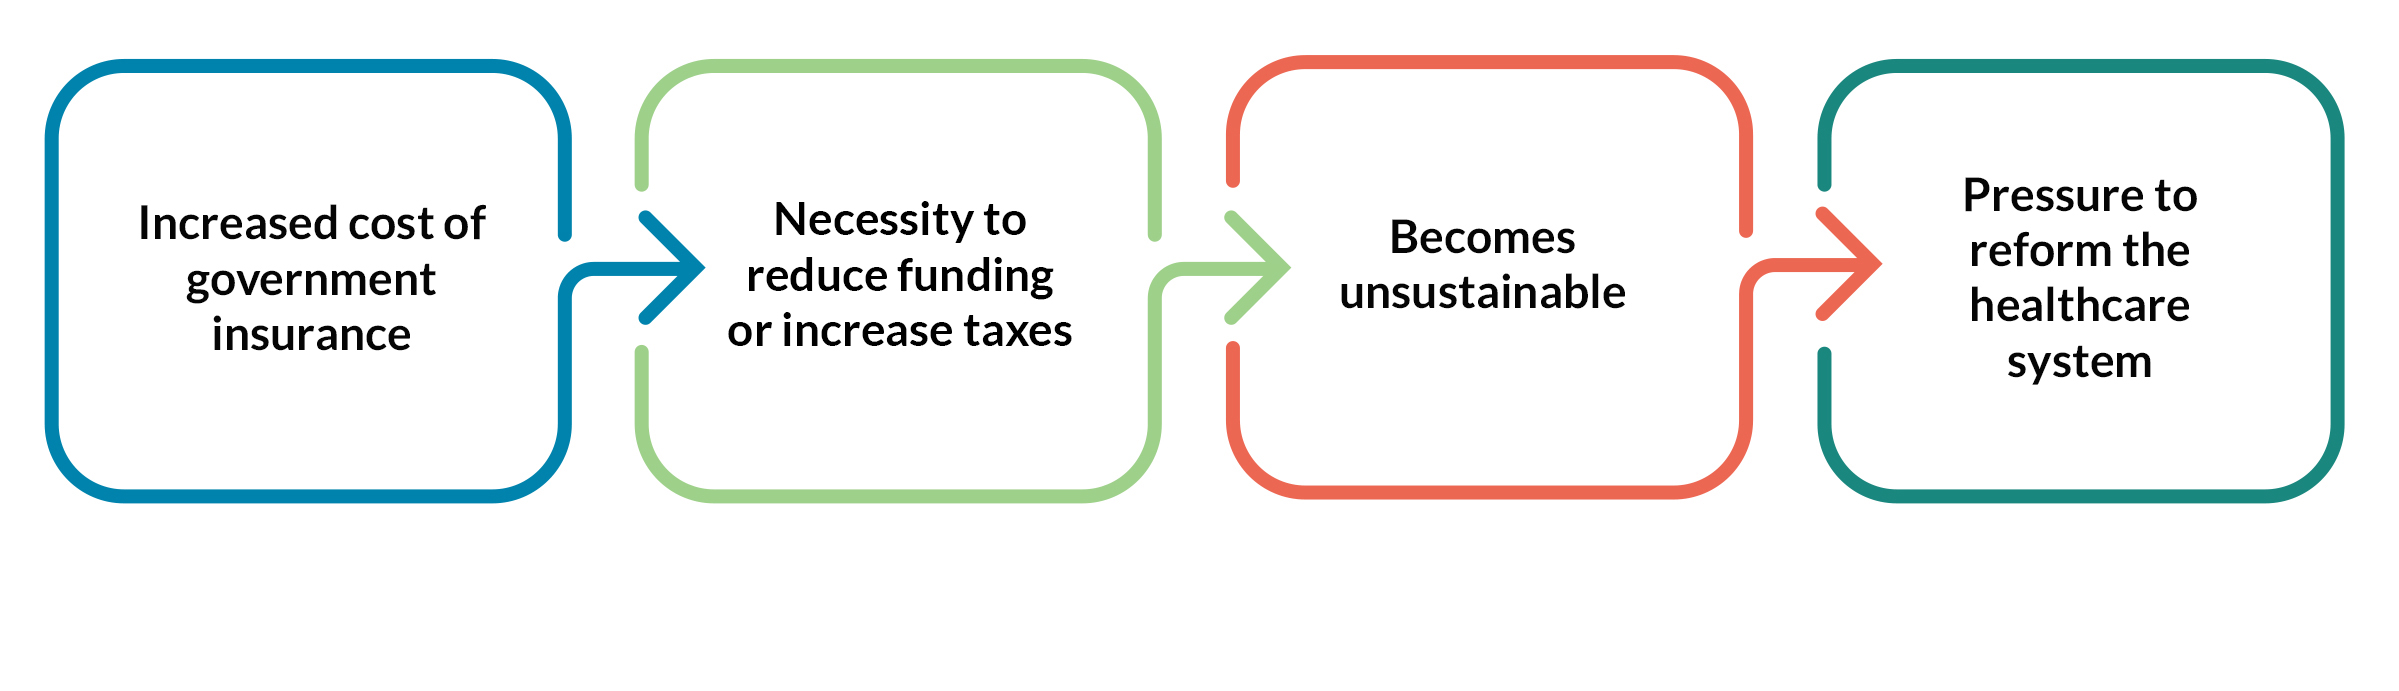 Increased cost of
government
insurance
Necessity to
reduce funding
or increase taxes
Becomes
unsustainable
Pressure to
reform the
healthcare
system